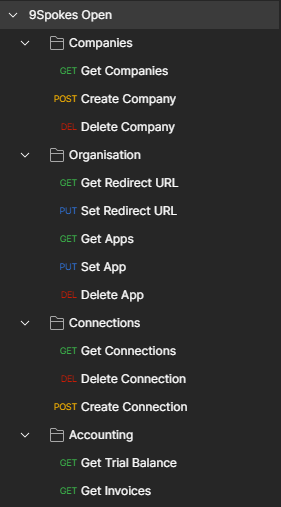 9Spokes Open
Companies
GET Get Companies
POST Create Company
DEL Delete Company
Organisation
GET Get Redirect URL
PUT Set Redirect URL
GET Get Apps
PUT Set App
DEL Delete App
Connections
GET Get Connections
DEL Delete Connection
POST Create Connection
Accounting
GET Get Trial Balance
GET Get Invoices